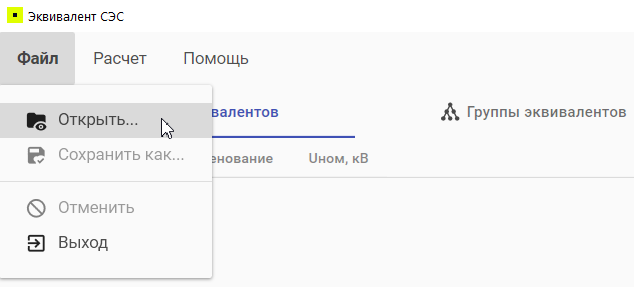 Эквивалент СЭС
Файл Расчет Помощь
Открыть...
Сохранить как...
Отменить
Выход
валентов
Группы эквивалентов
енование Uном, кВ